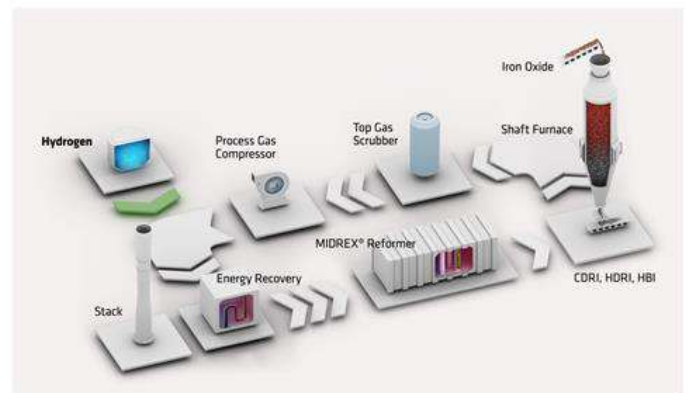 Iron Oxide
Hydrogen
Process Gas
Compressor
Top Gas
Scrubber
Shaft Furnace
MIDREX® Reformer
Energy Recovery
Stack
CDRI, HDRI, HBI